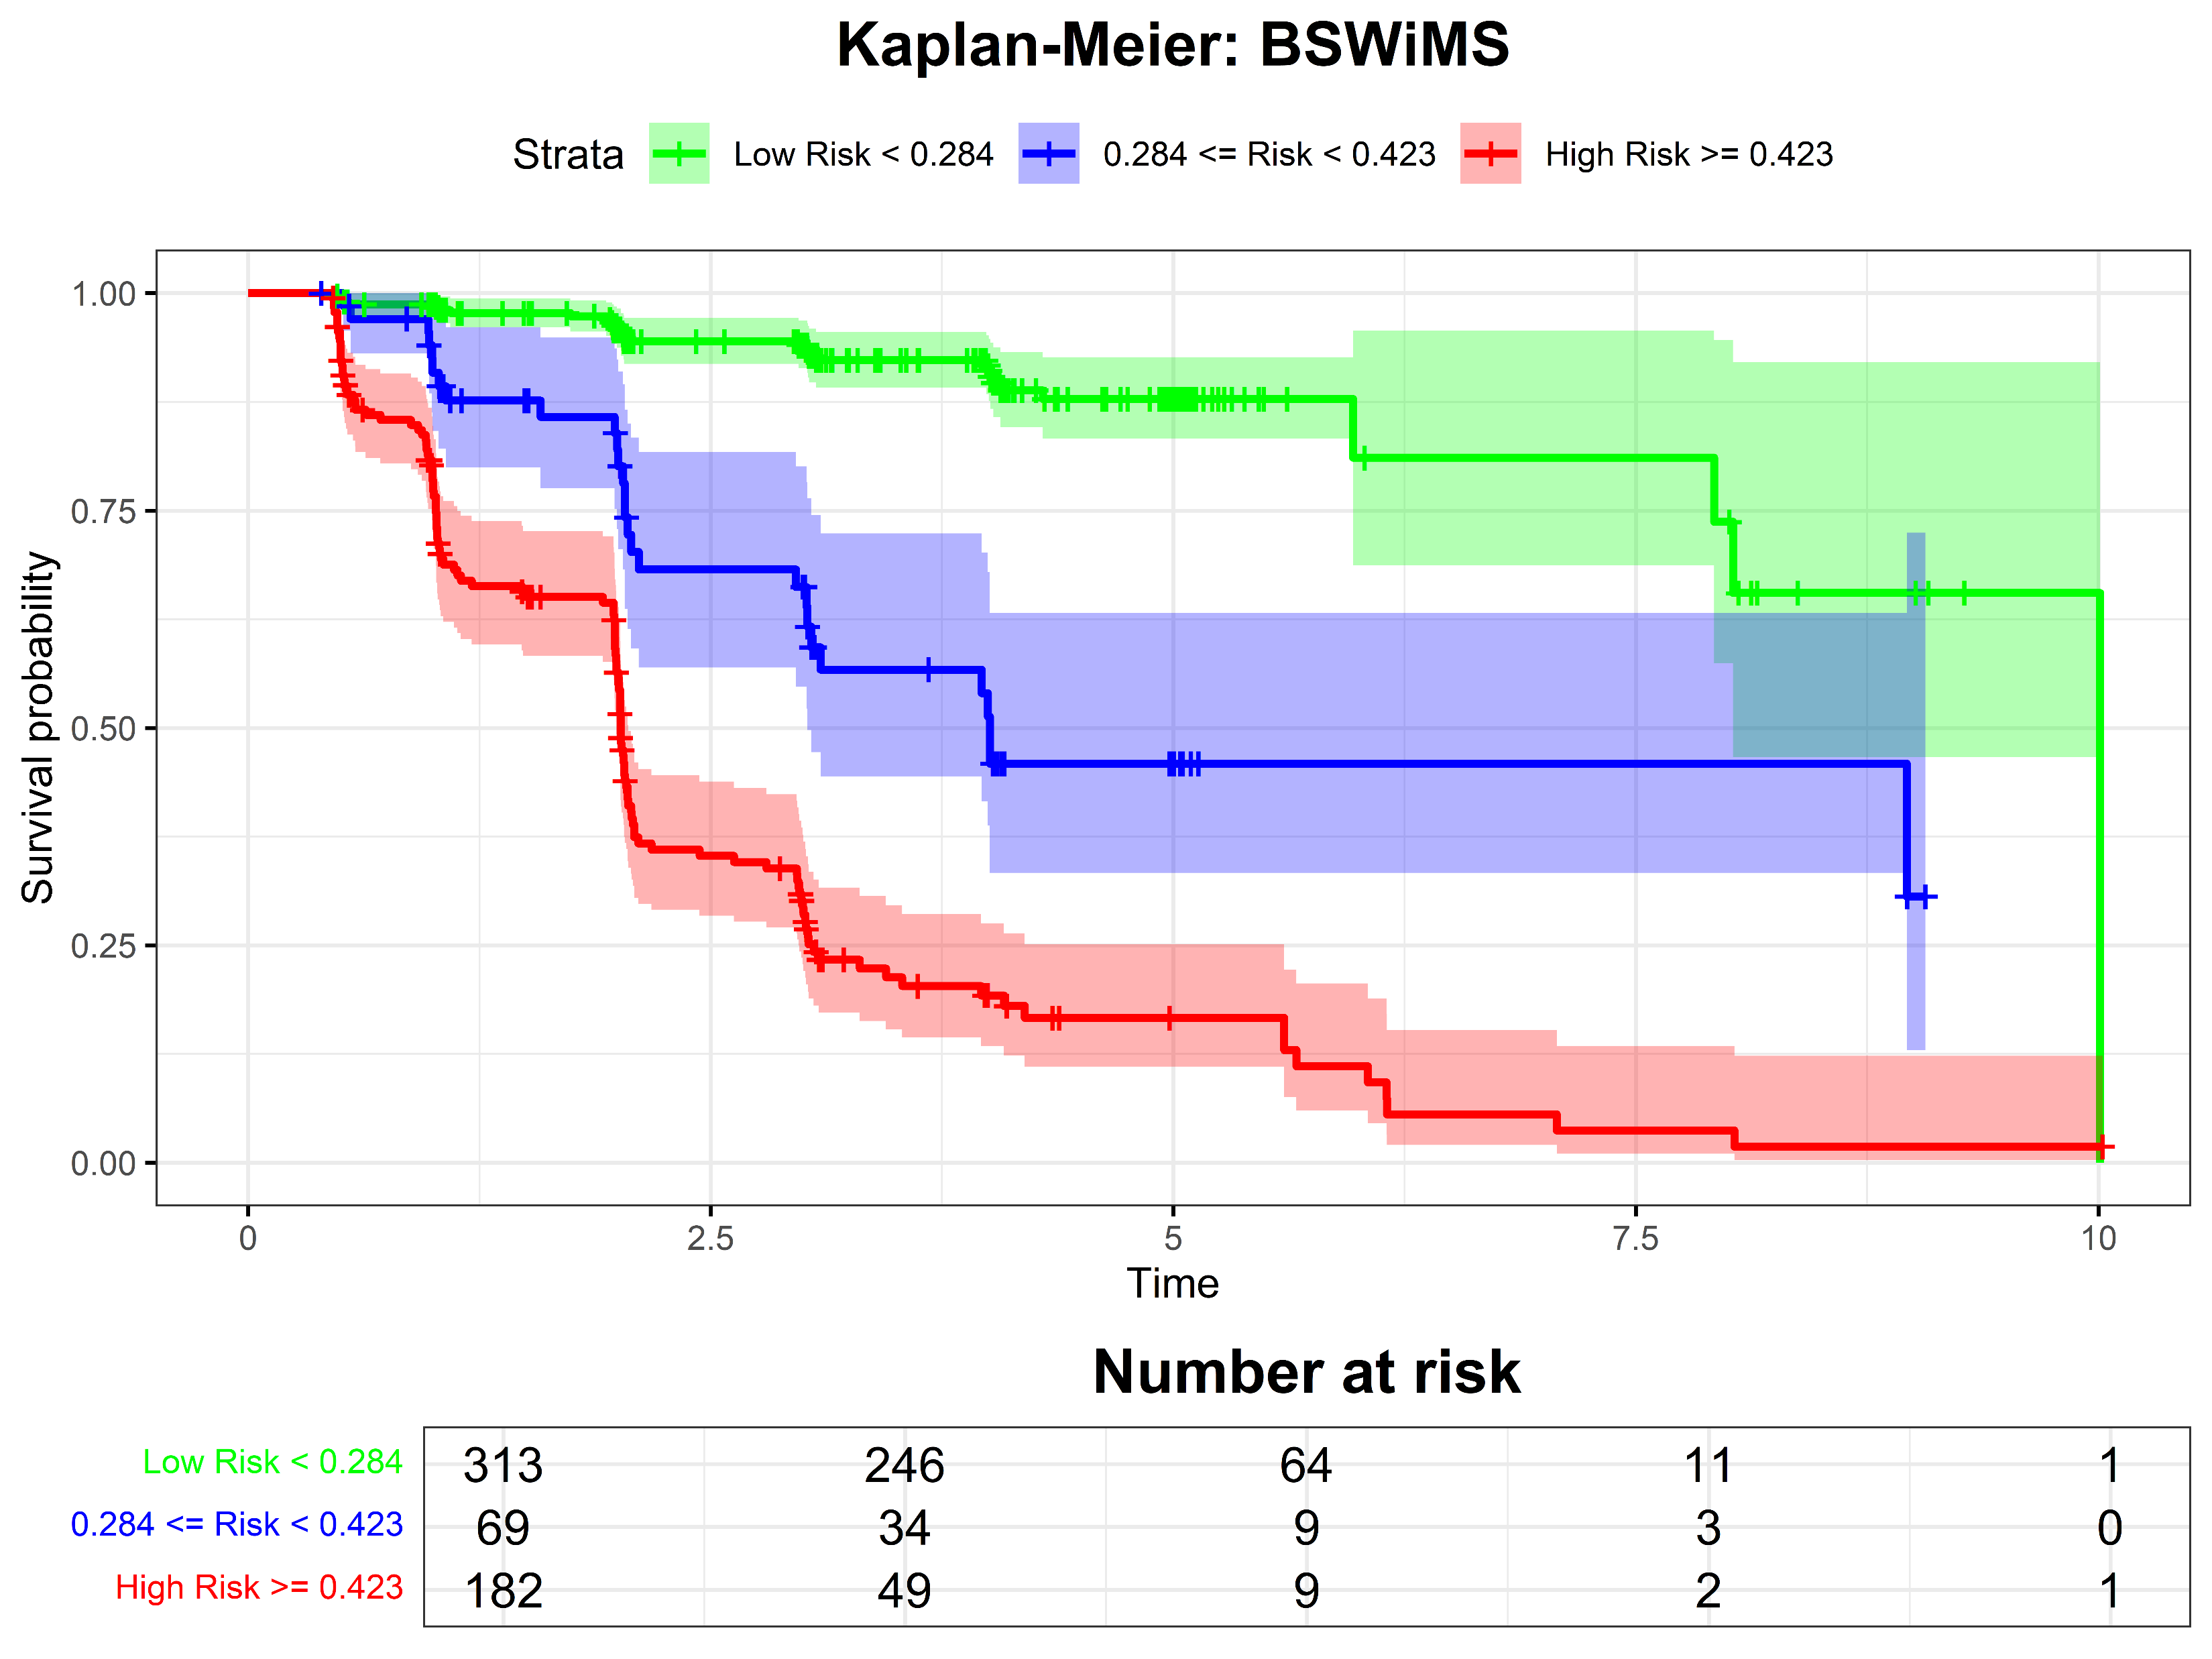 Kaplan-Meier: BSWiMS
Strata Low Risk < 0.284 0.284 <= Risk < 0.423 High Risk >= 0.423
Survival probability
1.00
0.75
0.50
0.25
0.00
0 2.5 5 7.5 10
Time
Number at risk
Low Risk < 0.284 313 246 64 11 1
0.284 <= Risk < 0.423 69 34 9 3 0
High Risk >= 0.423 182 49 9 2 1